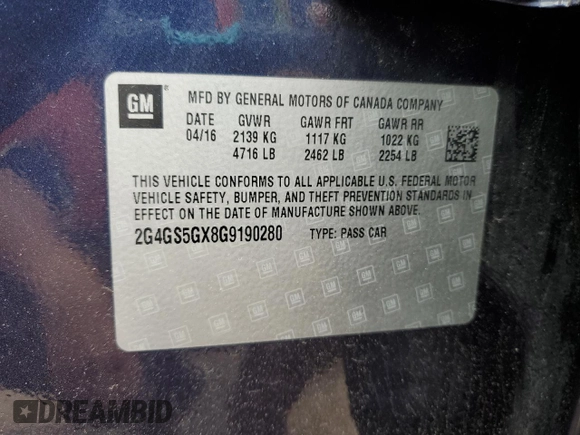 GM
MFD BY GENERAL MOTORS OF CANADA COMPANY
DATE GVWR GAWR FRT GAWR RR
04/16 2139 KG 1117 KG 1022 KG
4716 LB 2462 LB 2254 LB
THIS VEHICLE CONFORMS TO ALL APPLICABLE U.S. FEDERAL MOTOR
VEHICLE SAFETY, BUMPER, AND THEFT PREVENTION STANDARDS IN
EFFECT ON THE DATE OF MANUFACTURE SHOWN ABOVE.
2G4GS5GX8G9190280 TYPE: PASS CAR
DREAMBID